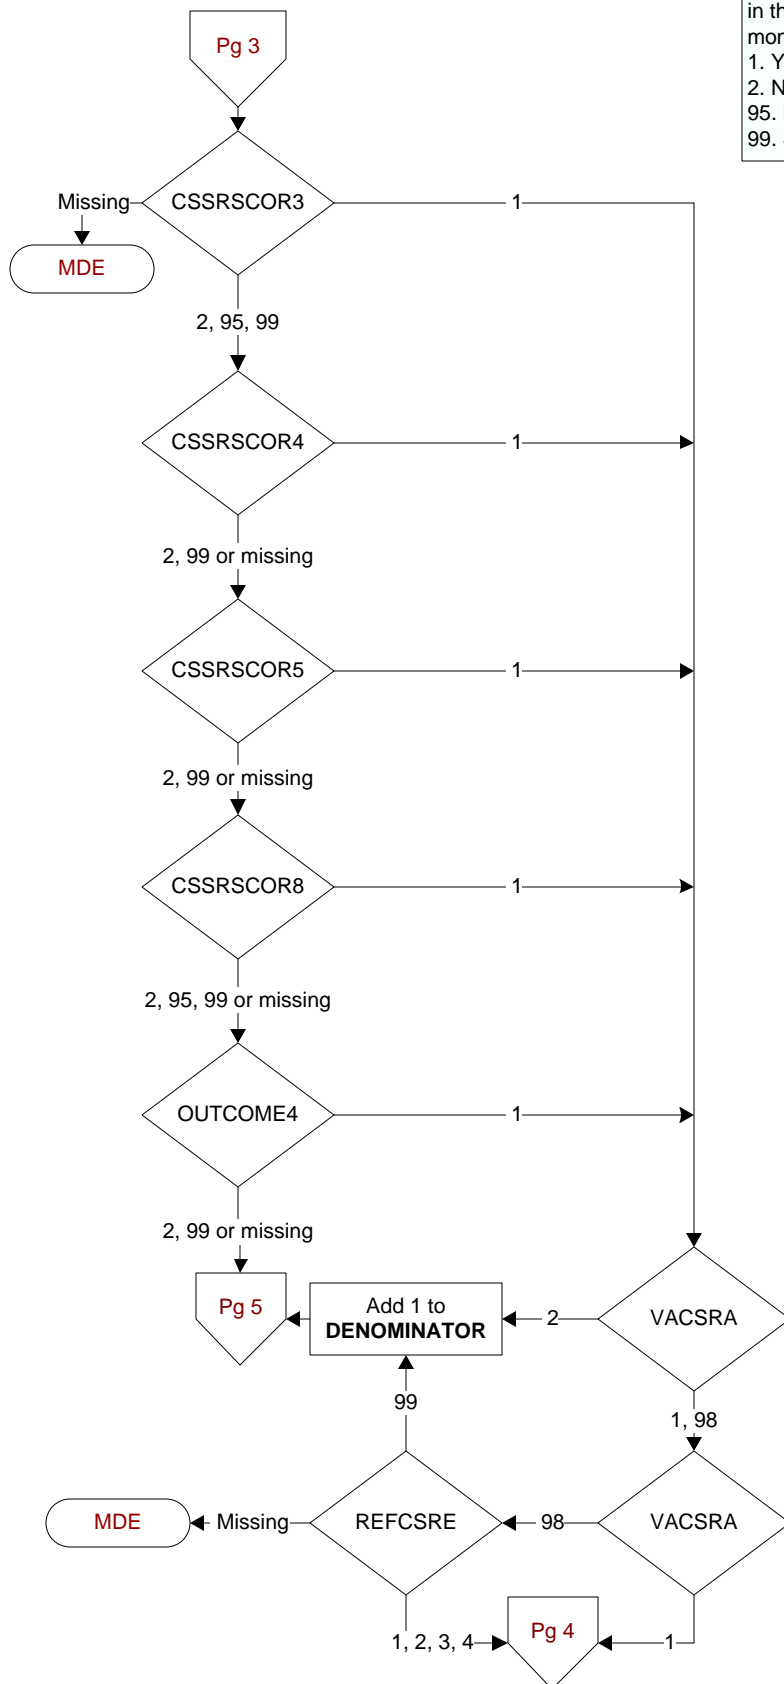 Pg 3
in th
mor
1. Y
2. N
95.
99.
CSSRSCOR3
Missing
1
MDE
2, 95, 99
CSSRSCOR4
1
2, 99 or missing
CSSRSCOR5
1
2, 99 or missing
CSSRSCOR8
1
2, 95, 99 or missing
OUTCOME4
1
2, 99 or missing
Pg 5
Add 1 to
DENOMINATOR
2
VACSRA
99
1, 98
MDE
Missing
REFCSRE
98
VACSRA
1, 2, 3, 4
Pg 4
1